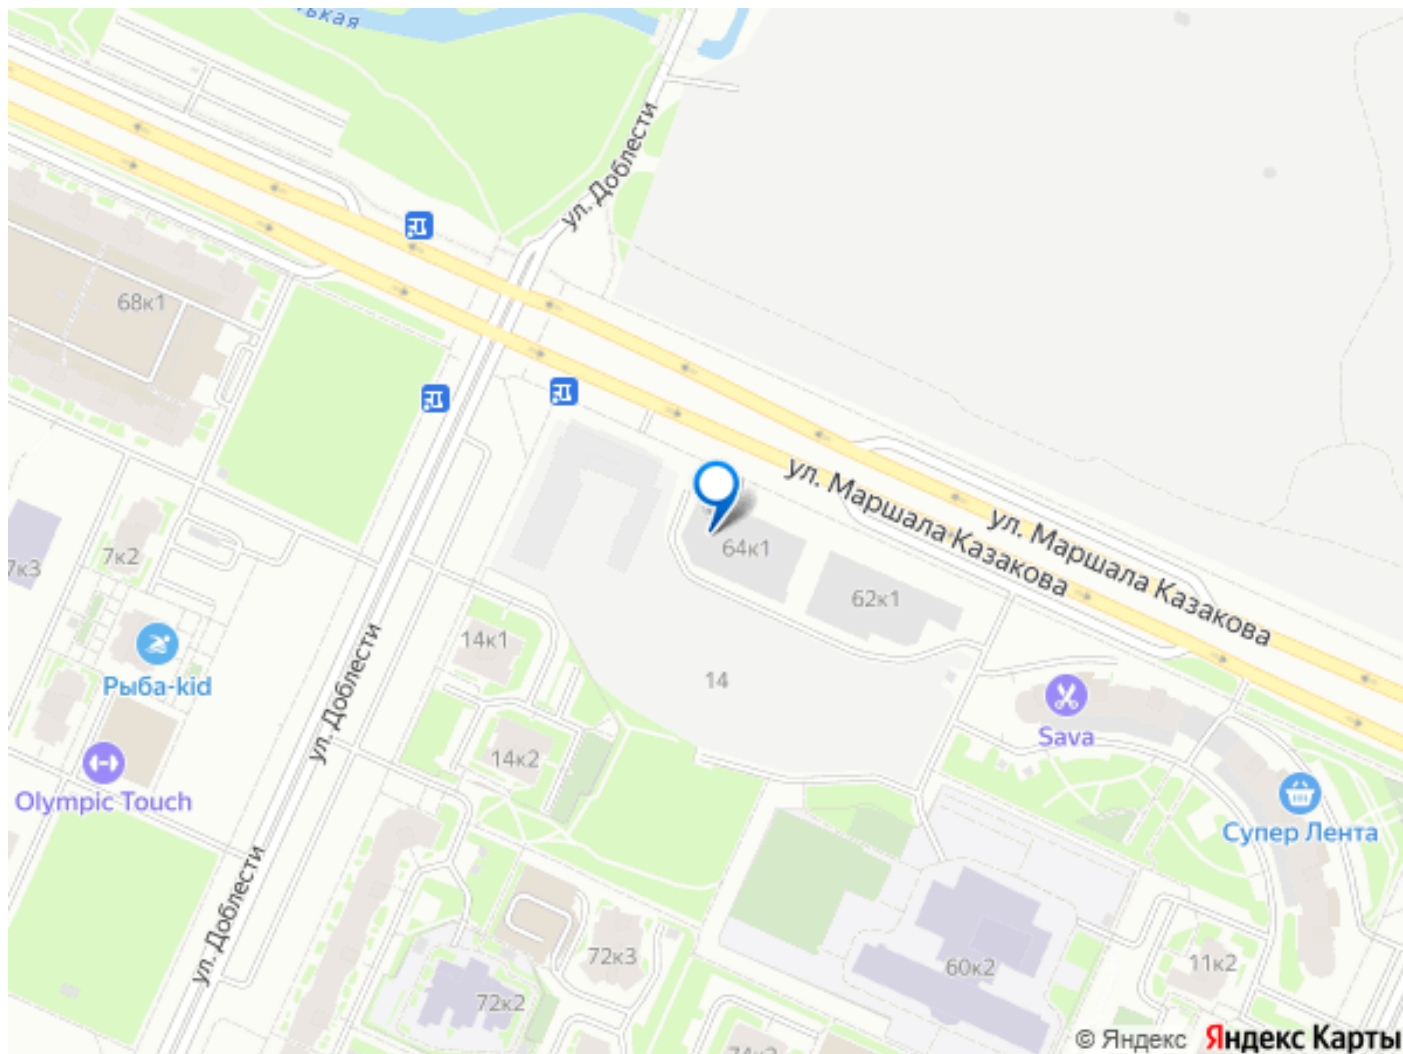 ул. Доблести
68к1
ул. Маршала Казакова
ул. Маршала Казакова
64к1
7к2
7к3
62к1
14к1
Рыба-kid
14
ул. Доблести
Sava
14к2
Olympic Touch
Супер Лента
ул. Доблести
72к3
60к2
11к2
72к2
© Яндекс Яндекс Карты